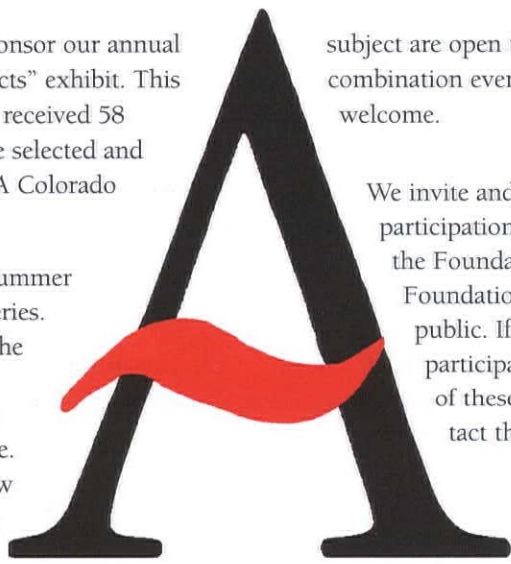 onsor our annual
cts” exhibit. This
received 58
e selected and
A Colorado
ummer
ries.
he
e.
w
A
subject are open
combination even
welcome.
We invite and
participation
the Founda
Foundatio
public. If
participa
of these
tact th